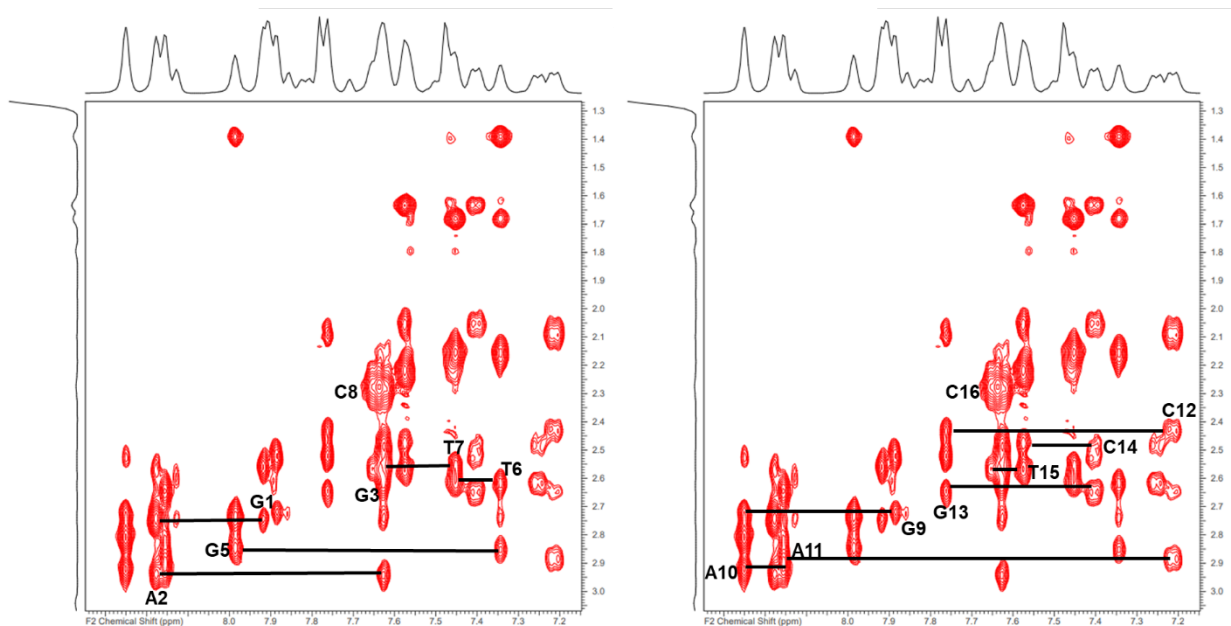 1.3
1.4
1.5
1.6
1.7
1.8
1.9
2.0
2.1
2.2
C8
2.3
2.4
2.5
T7
T6
G3
2.6
G1
2.7
G5
2.8
2.9
A2
3.0
F2 Chemical Shift (ppm) 8.0 7.9 7.8 7.7 7.6 7.5 7.4 7.3 7.2
1.3
1.4
1.5
1.6
1.7
1.8
1.9
2.0
2.1
2.2
C16
2.3
C12
2.4
C14
2.5
T15
2.6
G13
2.7
G9
2.8
A11
A10
2.9
3.0
F2 Chemical Shift (ppm) 8.0 7.9 7.8 7.7 7.6 7.5 7.4 7.3 7.2